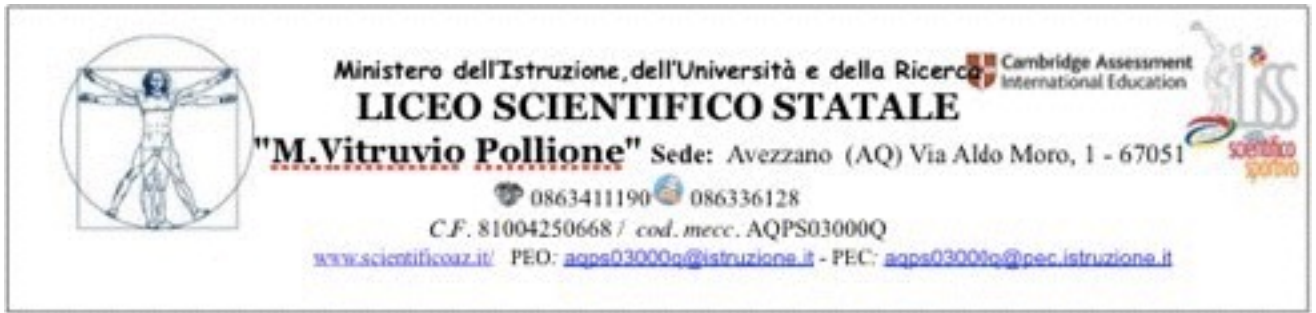 Ministero dell'Istruzione,dell'Università e della Ricerca
Cambridge Assessment
International Education
LICEO SCIENTIFICO STATALE
"M.Vitruvio Pollione" Sede: Avezzano (AQ) Via Aldo Moro, 1 - 67051
LiSS
scientifico
sportivo
0863411190 086336128
C.F. 81004250668 / cod. mecc. AQPS03000Q
www.scientificoaz.it/ PEO: aqps03000q@istruzione.it - PEC: aqps03000q@pec.istruzione.it